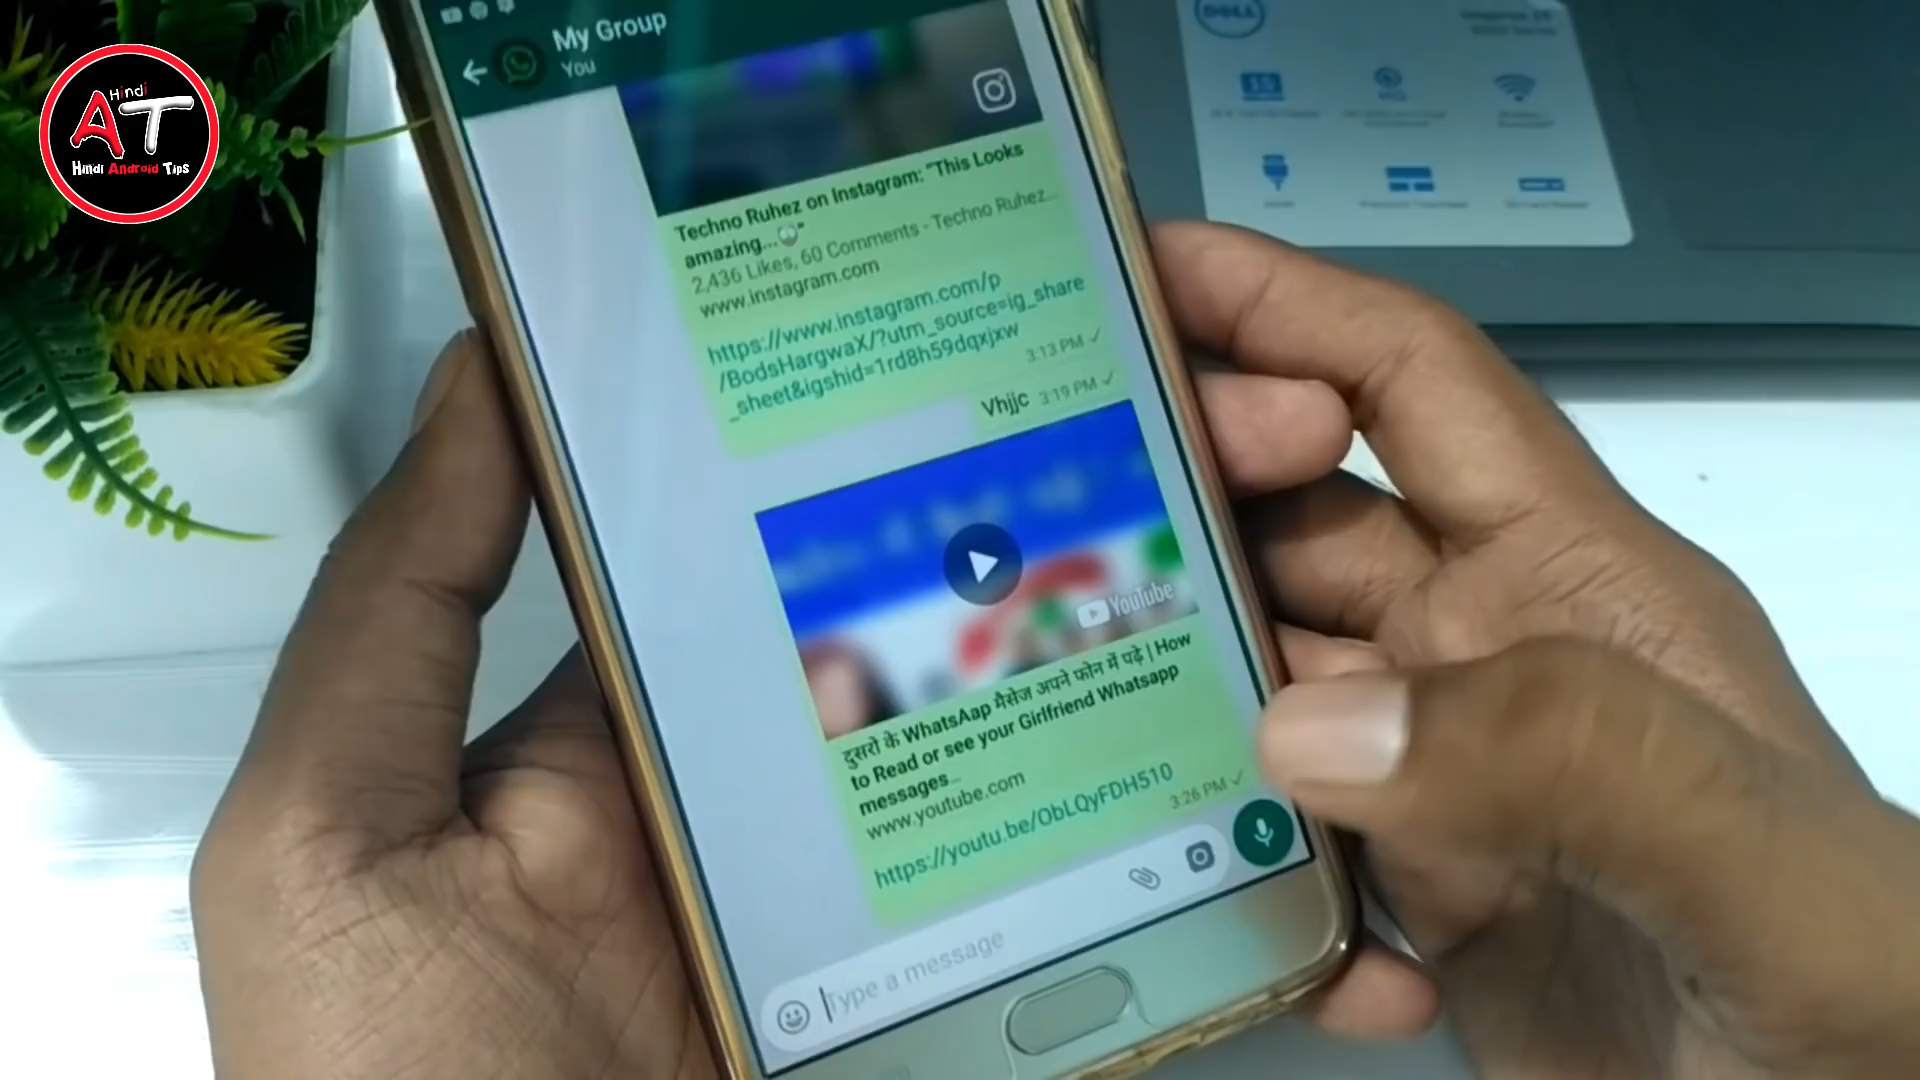 Hindi
AT
Hindi Android Tips
DELL
My Group
You
Techno Ruhez on Instagram: "This Looks
amazing...
2,436 Likes, 60 Comments - Techno Ruhez...
www.instagram.com
https://www.instagram.com/p
/BodsHargwaX/?utm_source=ig_share
_sheet&igshid=1rd8h59dqxjxw
3:13 PM
Vhjjc 3:19 PM
YouTube
दुसरो के WhatsAap मैसेज अपने फोन में पढ़े | How
to Read or see your Girlfriend Whatsapp
messages...
www.youtube.com
https://youtu.be/ObLQyFDH510
3:26 PM
Type a message